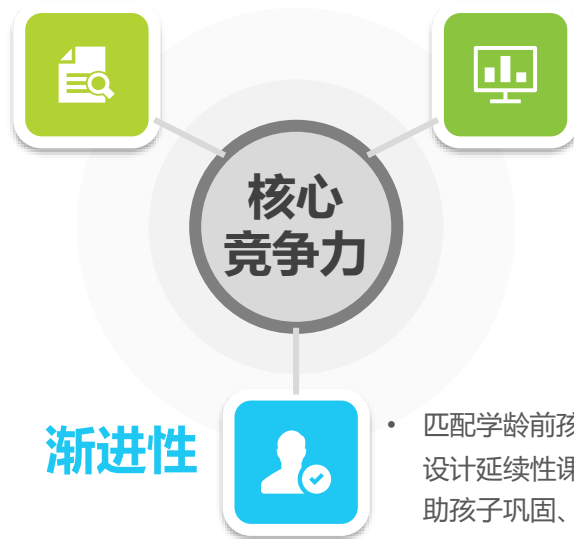 核心
竞争力
渐进性
• 匹配学龄前孩
设计延续性课
助孩子巩固、